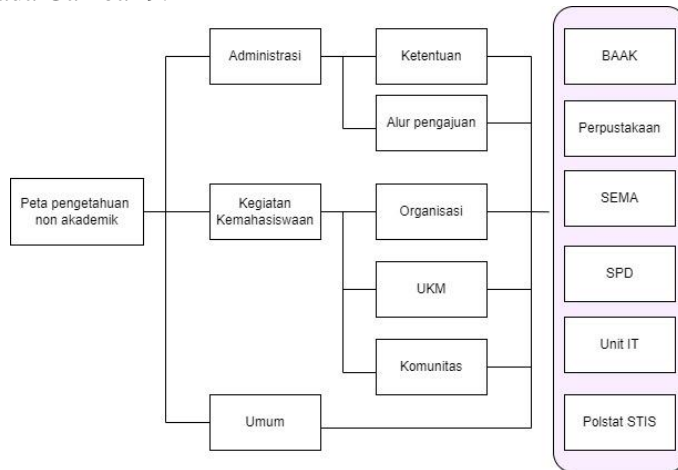 Administrasi
Ketentuan
BAAK
Alur pengajuan
Perpustakaan
Peta pengetahuan
non akademik
Kegiatan
Kemahasiswaan
Organisasi
SEMA
UKM
SPD
Komunitas
Unit IT
Umum
Polstat STIS